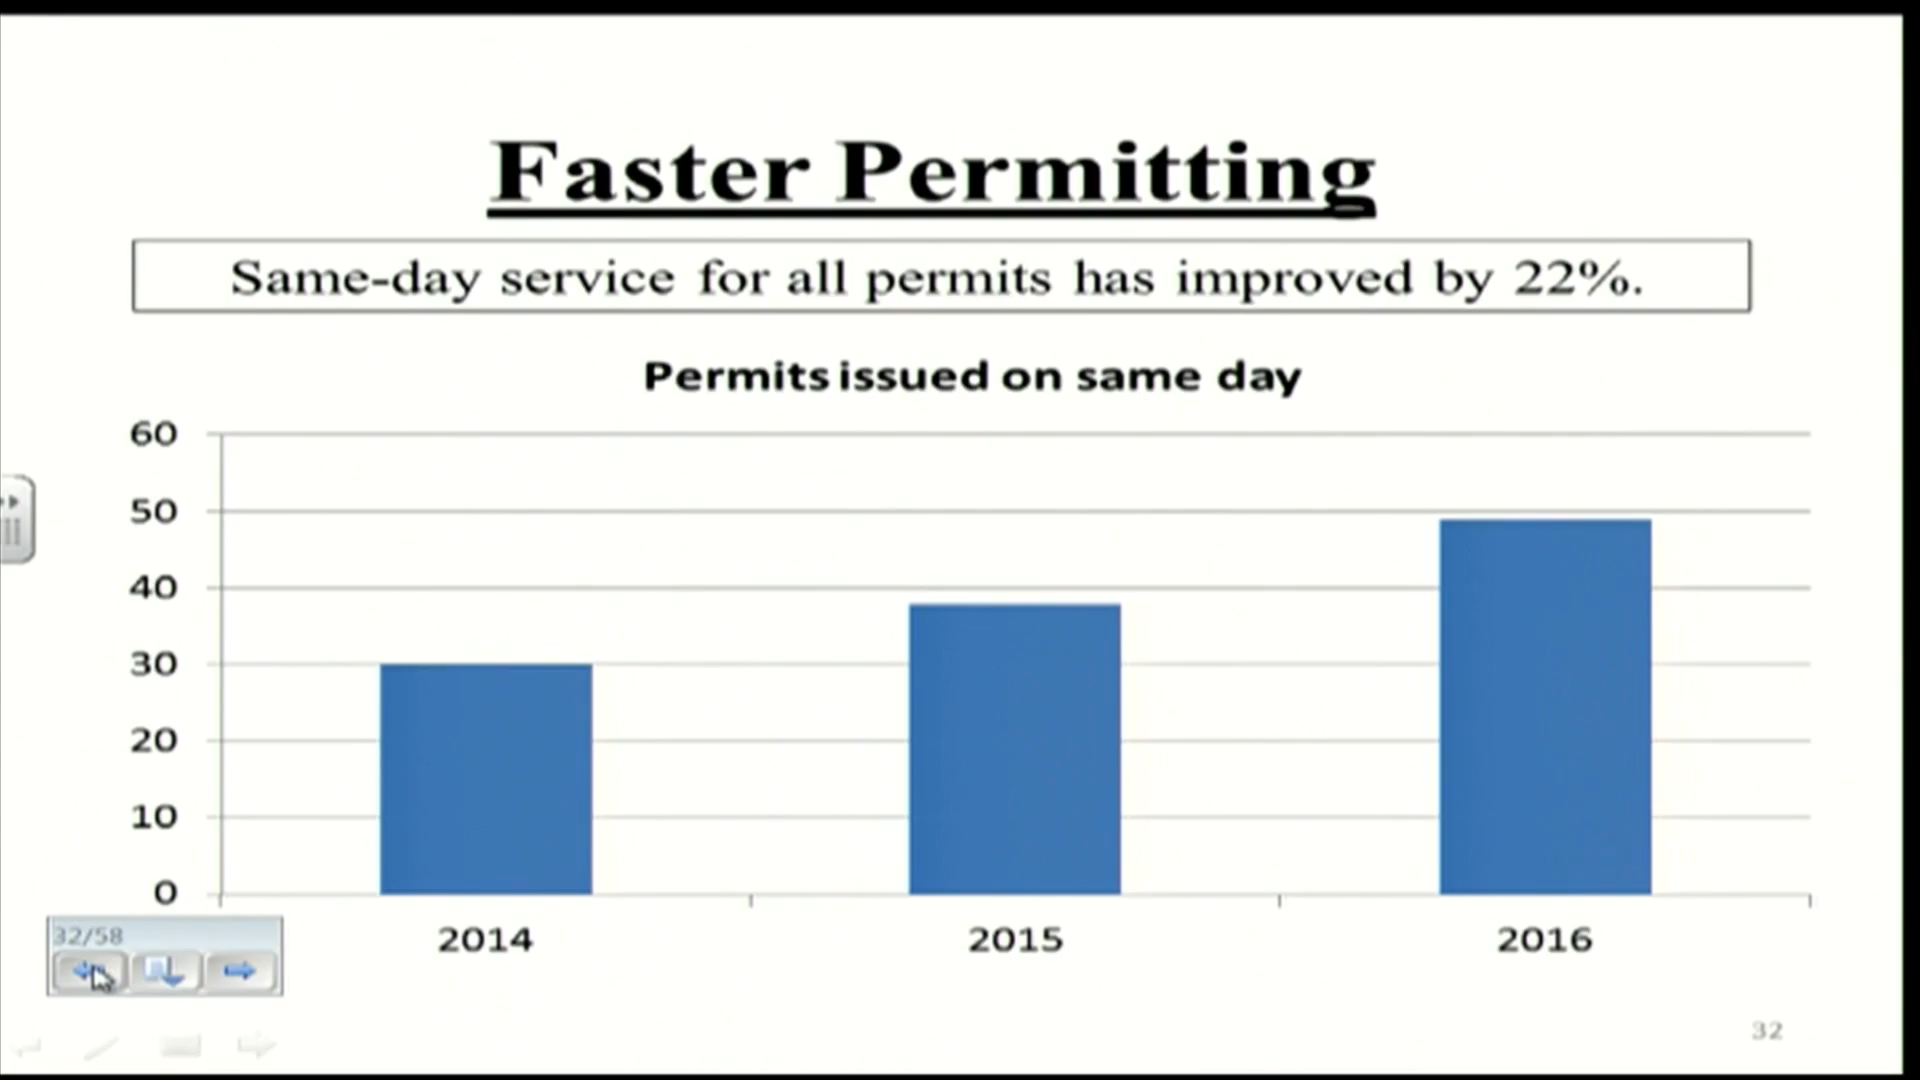 Faster Permitting
Same-day service for all permits has improved by 22%.
Permits issued on same day
60
50
40
30
20
10
0
2014 2015 2016
32/58
32